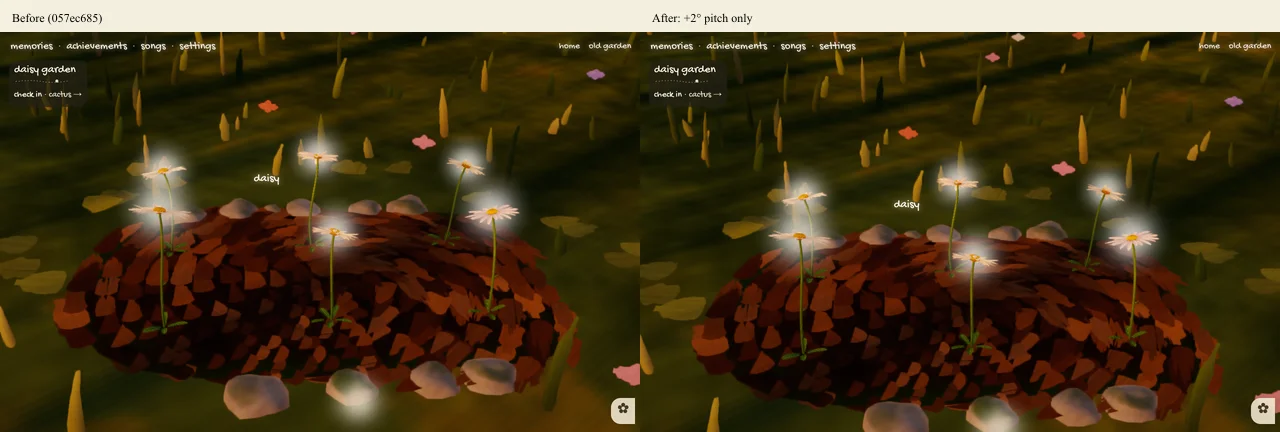 Before (057ec685)
memories · achievements · songs · settings
home old garden
daisy garden
check in · cactus →
daisy
After: +2° pitch only
memories · achievements · songs · settings
home old garden
daisy garden
check in · cactus →
daisy